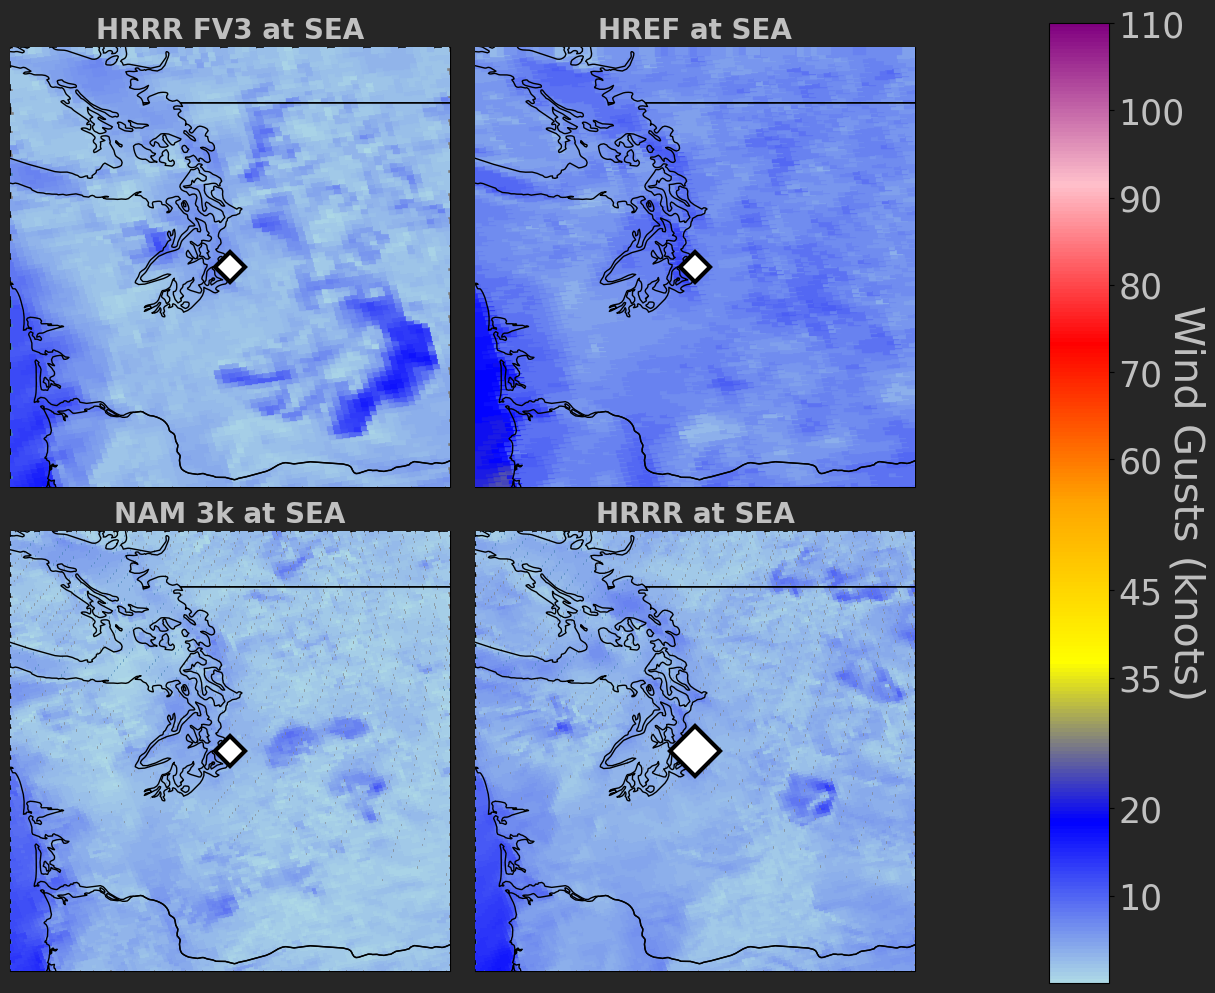 HRRR FV3 at SEA
HREF at SEA
NAM 3k at SEA
HRRR at SEA
110
100
90
80
70
60
45
35
20
10
Wind Gusts (knots)